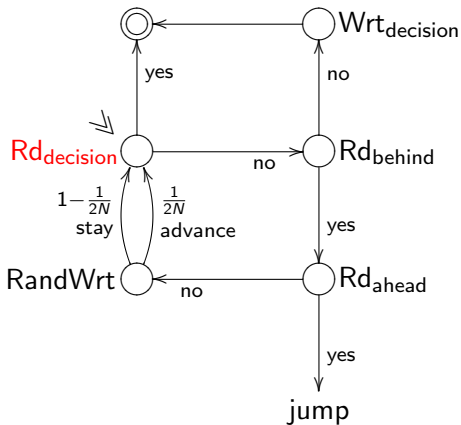 Wrt_decision
yes
no
Rd_decision
no
Rd_behind
1−1/2N
stay
1/2N
advance
yes
RandWrt
no
Rd_ahead
yes
jump